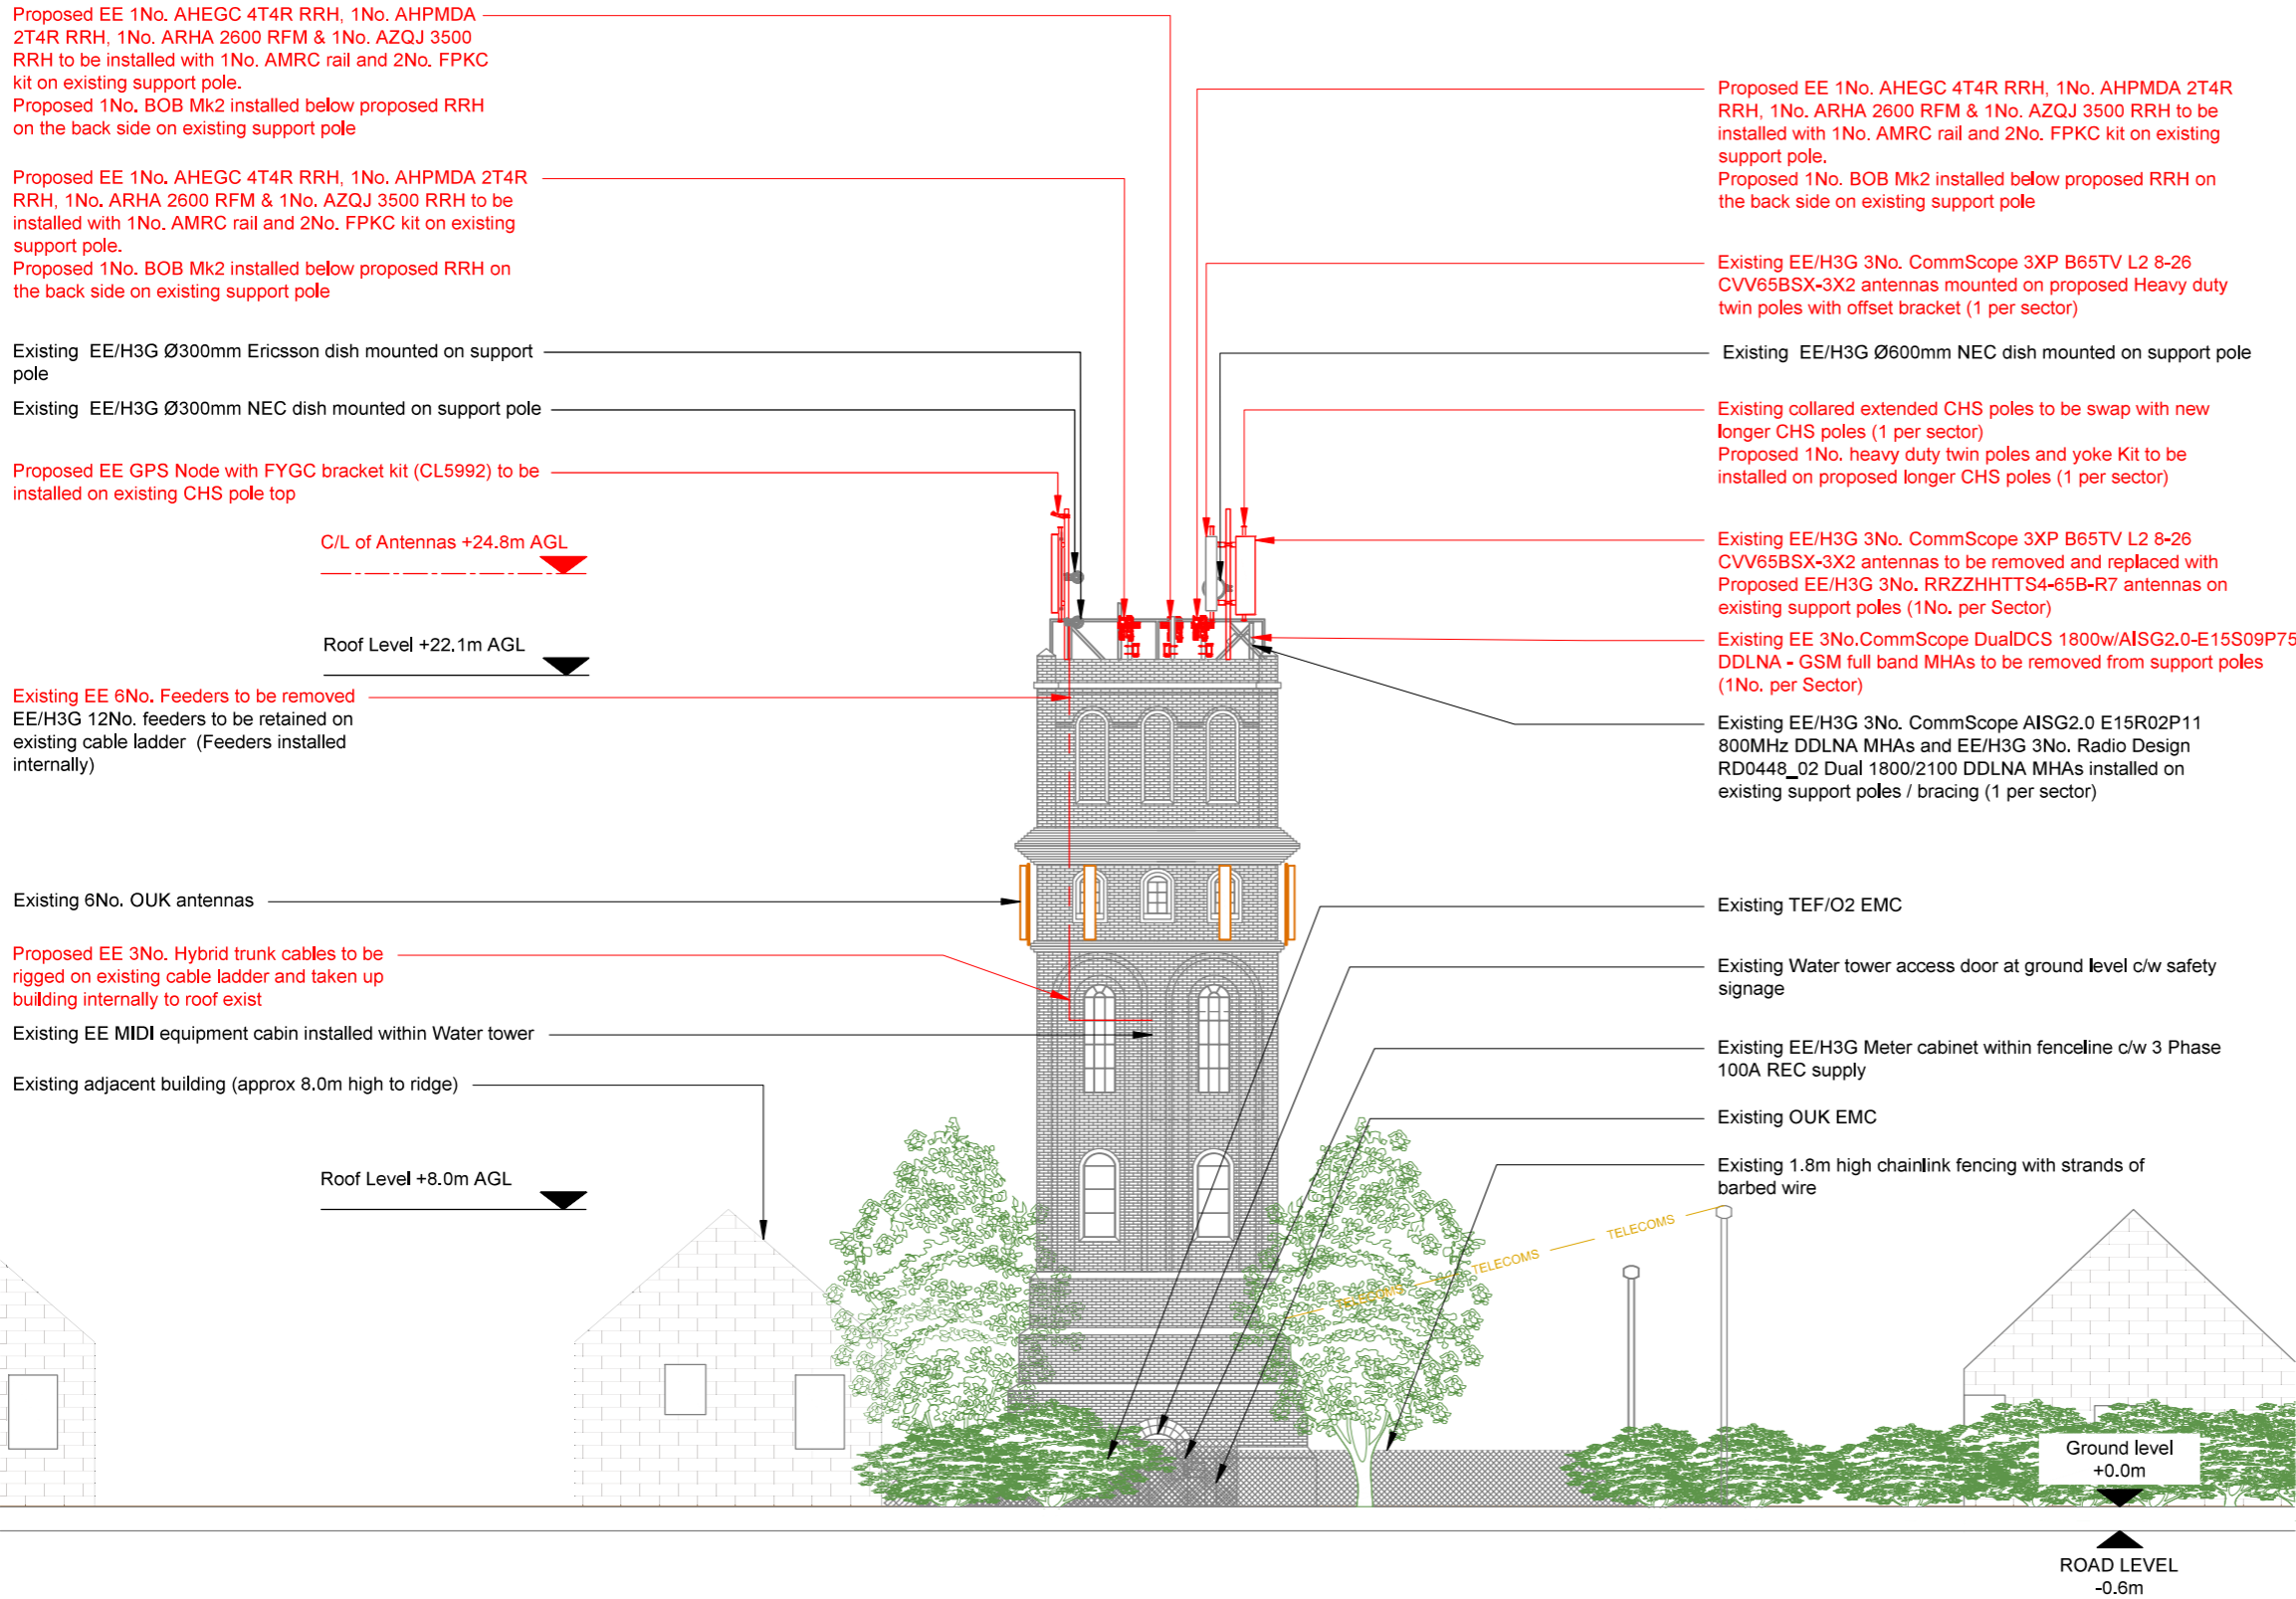 Proposed EE 1No. AHEGC 4T4R RRH, 1No. AHPMDA
2T4R RRH, 1No. ARHA 2600 RFM & 1No. AZQJ 3500
RRH to be installed with 1No. AMRC rail and 2No. FPKC
kit on existing support pole.
Proposed 1No. BOB Mk2 installed below proposed RRH
on the back side on existing support pole
Proposed EE 1No. AHEGC 4T4R RRH, 1No. AHPMDA 2T4R
RRH, 1No. ARHA 2600 RFM & 1No. AZQJ 3500 RRH to be
installed with 1No. AMRC rail and 2No. FPKC kit on existing
support pole.
Proposed 1No. BOB Mk2 installed below proposed RRH on
the back side on existing support pole
Existing EE/H3G Ø300mm Ericsson dish mounted on support
pole
Existing EE/H3G Ø300mm NEC dish mounted on support pole
Proposed EE GPS Node with FYGC bracket kit (CL5992) to be
installed on existing CHS pole top
C/L of Antennas +24.8m AGL
Roof Level +22.1m AGL
Existing EE 6No. Feeders to be removed
EE/H3G 12No. feeders to be retained on
existing cable ladder (Feeders installed
internally)
Existing 6No. OUK antennas
Proposed EE 3No. Hybrid trunk cables to be
rigged on existing cable ladder and taken up
building internally to roof exist
Existing EE MIDI equipment cabin installed within Water tower
Existing adjacent building (approx 8.0m high to ridge)
Roof Level +8.0m AGL
Proposed EE 1No. AHEGC 4T4R RRH, 1No. AHPMDA 2T4R
RRH, 1No. ARHA 2600 RFM & 1No. AZQJ 3500 RRH to be
installed with 1No. AMRC rail and 2No. FPKC kit on existing
support pole.
Proposed 1No. BOB Mk2 installed below proposed RRH on
the back side on existing support pole
Existing EE/H3G 3No. CommScope 3XP B65TV L2 8-26
CVV65BSX-3X2 antennas mounted on proposed Heavy duty
twin poles with offset bracket (1 per sector)
Existing EE/H3G Ø600mm NEC dish mounted on support pole
Existing collared extended CHS poles to be swap with new
longer CHS poles (1 per sector)
Proposed 1No. heavy duty twin poles and yoke Kit to be
installed on proposed longer CHS poles (1 per sector)
Existing EE/H3G 3No. CommScope 3XP B65TV L2 8-26
CVV65BSX-3X2 antennas to be removed and replaced with
Proposed EE/H3G 3No. RRZZHHTTS4-65B-R7 antennas on
existing support poles (1No. per Sector)
Existing EE 3No.CommScope DualDCS 1800w/AISG2.0-E15S09P75
DDLNA - GSM full band MHAs to be removed from support poles
(1No. per Sector)
Existing EE/H3G 3No. CommScope AISG2.0 E15R02P11
800MHz DDLNA MHAs and EE/H3G 3No. Radio Design
RD0448_02 Dual 1800/2100 DDLNA MHAs installed on
existing support poles / bracing (1 per sector)
Existing TEF/O2 EMC
Existing Water tower access door at ground level c/w safety
signage
Existing EE/H3G Meter cabinet within fenceline c/w 3 Phase
100A REC supply
Existing OUK EMC
Existing 1.8m high chainlink fencing with strands of
barbed wire
TELECOMS
TELECOMS
TELECOMS
Ground level
+0.0m
ROAD LEVEL
-0.6m